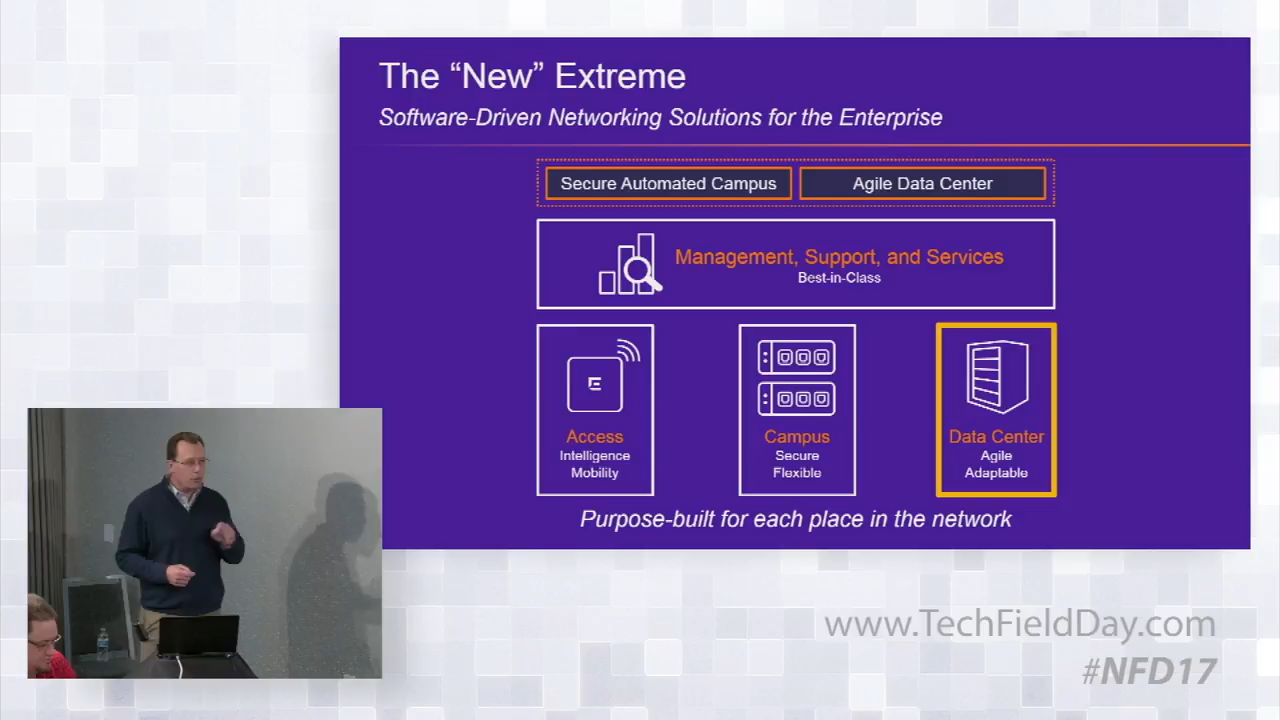 The “New” Extreme
Software-Driven Networking Solutions for the Enterprise
Secure Automated Campus
Agile Data Center
Management, Support, and Services
Best-in-Class
Access
Intelligence
Mobility
Campus
Secure
Flexible
Data Center
Agile
Adaptable
Purpose-built for each place in the network
www.TechFieldDay.com
#NFD17